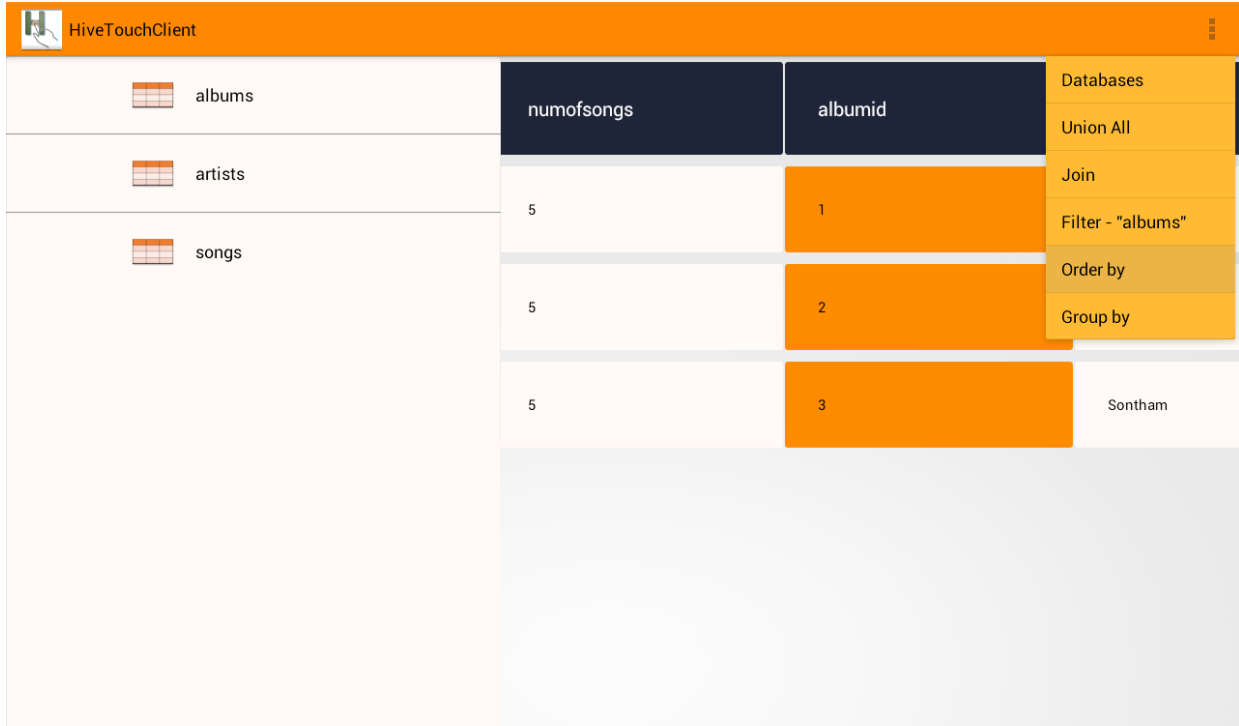 HiveTouchClient
albums
artists
songs
numofsongs albumid
5 1
5 2
5 3 Sontham
Databases
Union All
Join
Filter - "albums"
Order by
Group by